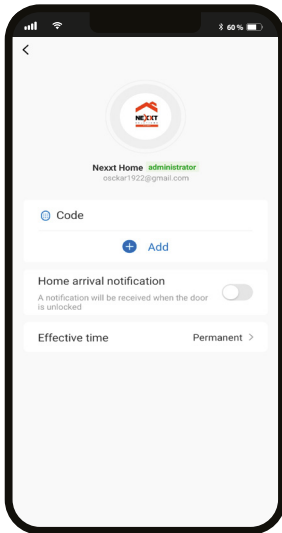 60 %
NEXXT
Nexxt Home administrator
osckar1922@gmail.com
Code
Add
Home arrival notification
A notification will be received when the door
is unlocked
Effective time Permanent >